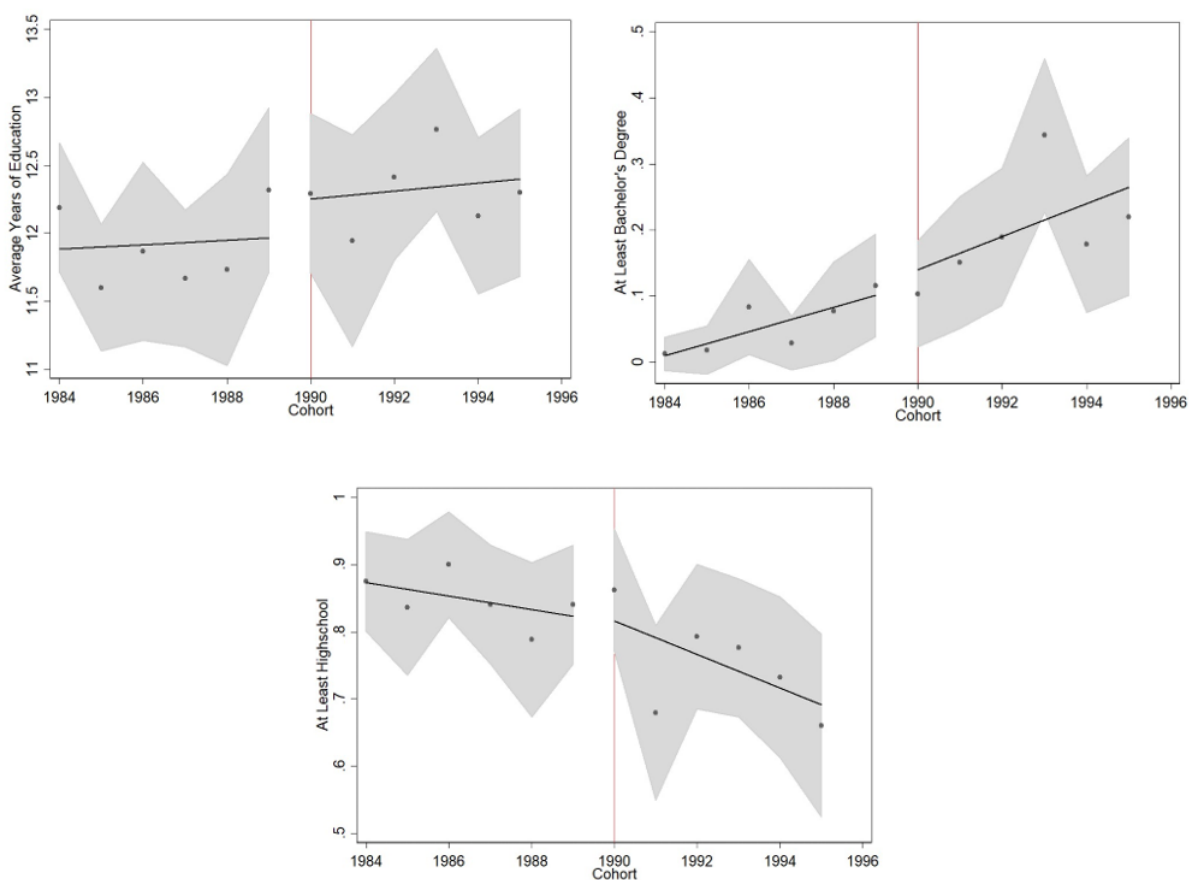 Average Years of Education
13.5
13
12.5
12
11.5
11
1984 1986 1988 1990 1992 1994 1996
Cohort
At Least Bachelor's Degree
.5
.4
.3
.2
.1
0
1984 1986 1988 1990 1992 1994 1996
Cohort
At Least Highschool
1
.9
.8
.7
.6
.5
1984 1986 1988 1990 1992 1994 1996
Cohort